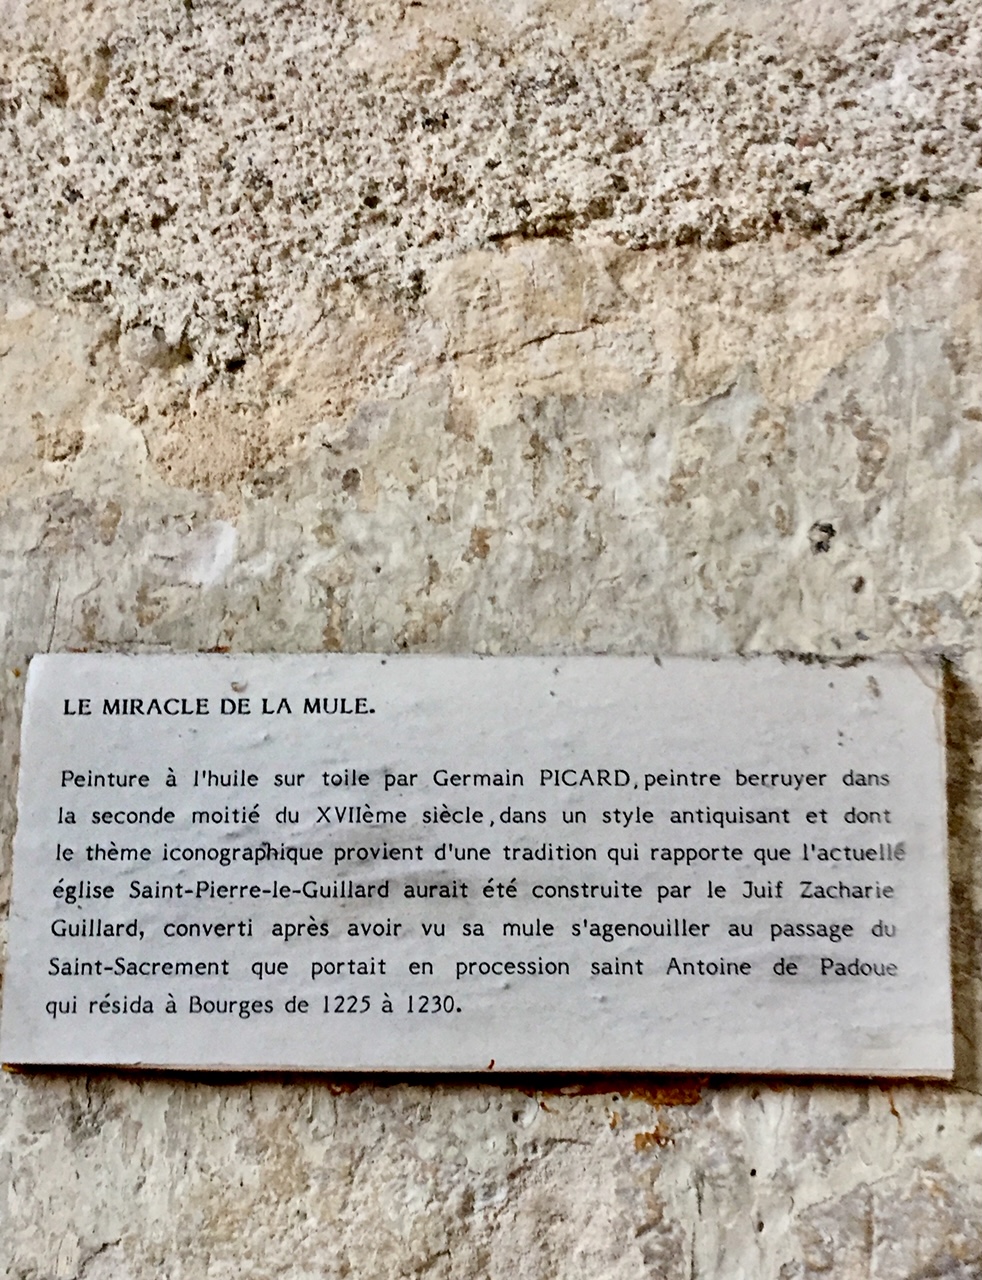 LE MIRACLE DE LA MULE.
Peinture à l'huile sur toile par Germain PICARD, peintre berruyer dans
la seconde moitié du XVIIème siècle, dans un style antiquisant et dont
le thème iconographique provient d'une tradition qui rapporte que l'actuelle
église Saint-Pierre-le-Guillard aurait été construite par le Juif Zacharie
Guillard, converti après avoir vu sa mule s'agenouiller au passage du
Saint-Sacrement que portait en procession saint Antoine de Padoue
qui résida à Bourges de 1225 à 1230.